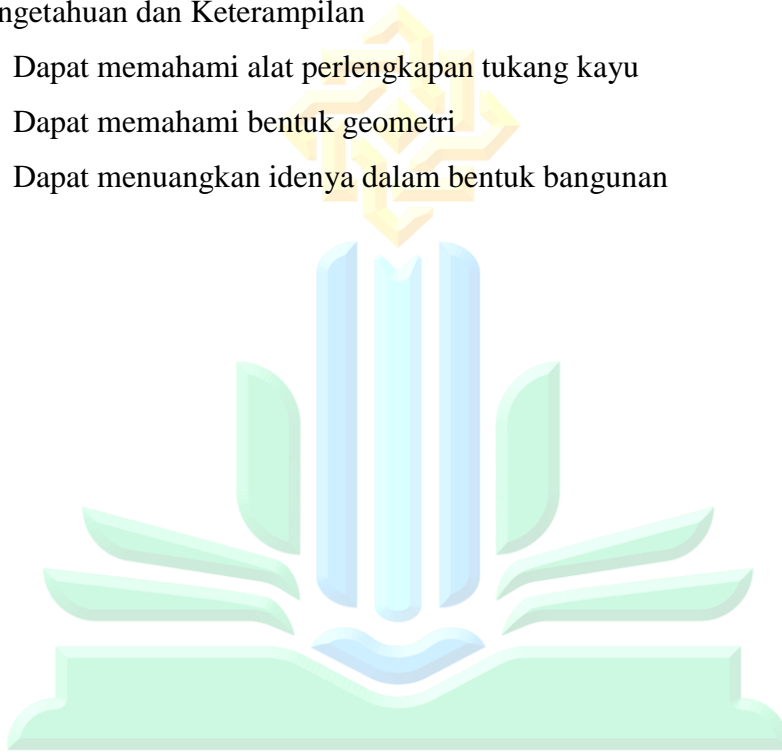 ngetahuan dan Keterampilan
Dapat memahami alat perlengkapan tukang kayu
Dapat memahami bentuk geometri
Dapat menuangkan idenya dalam bentuk bangunan